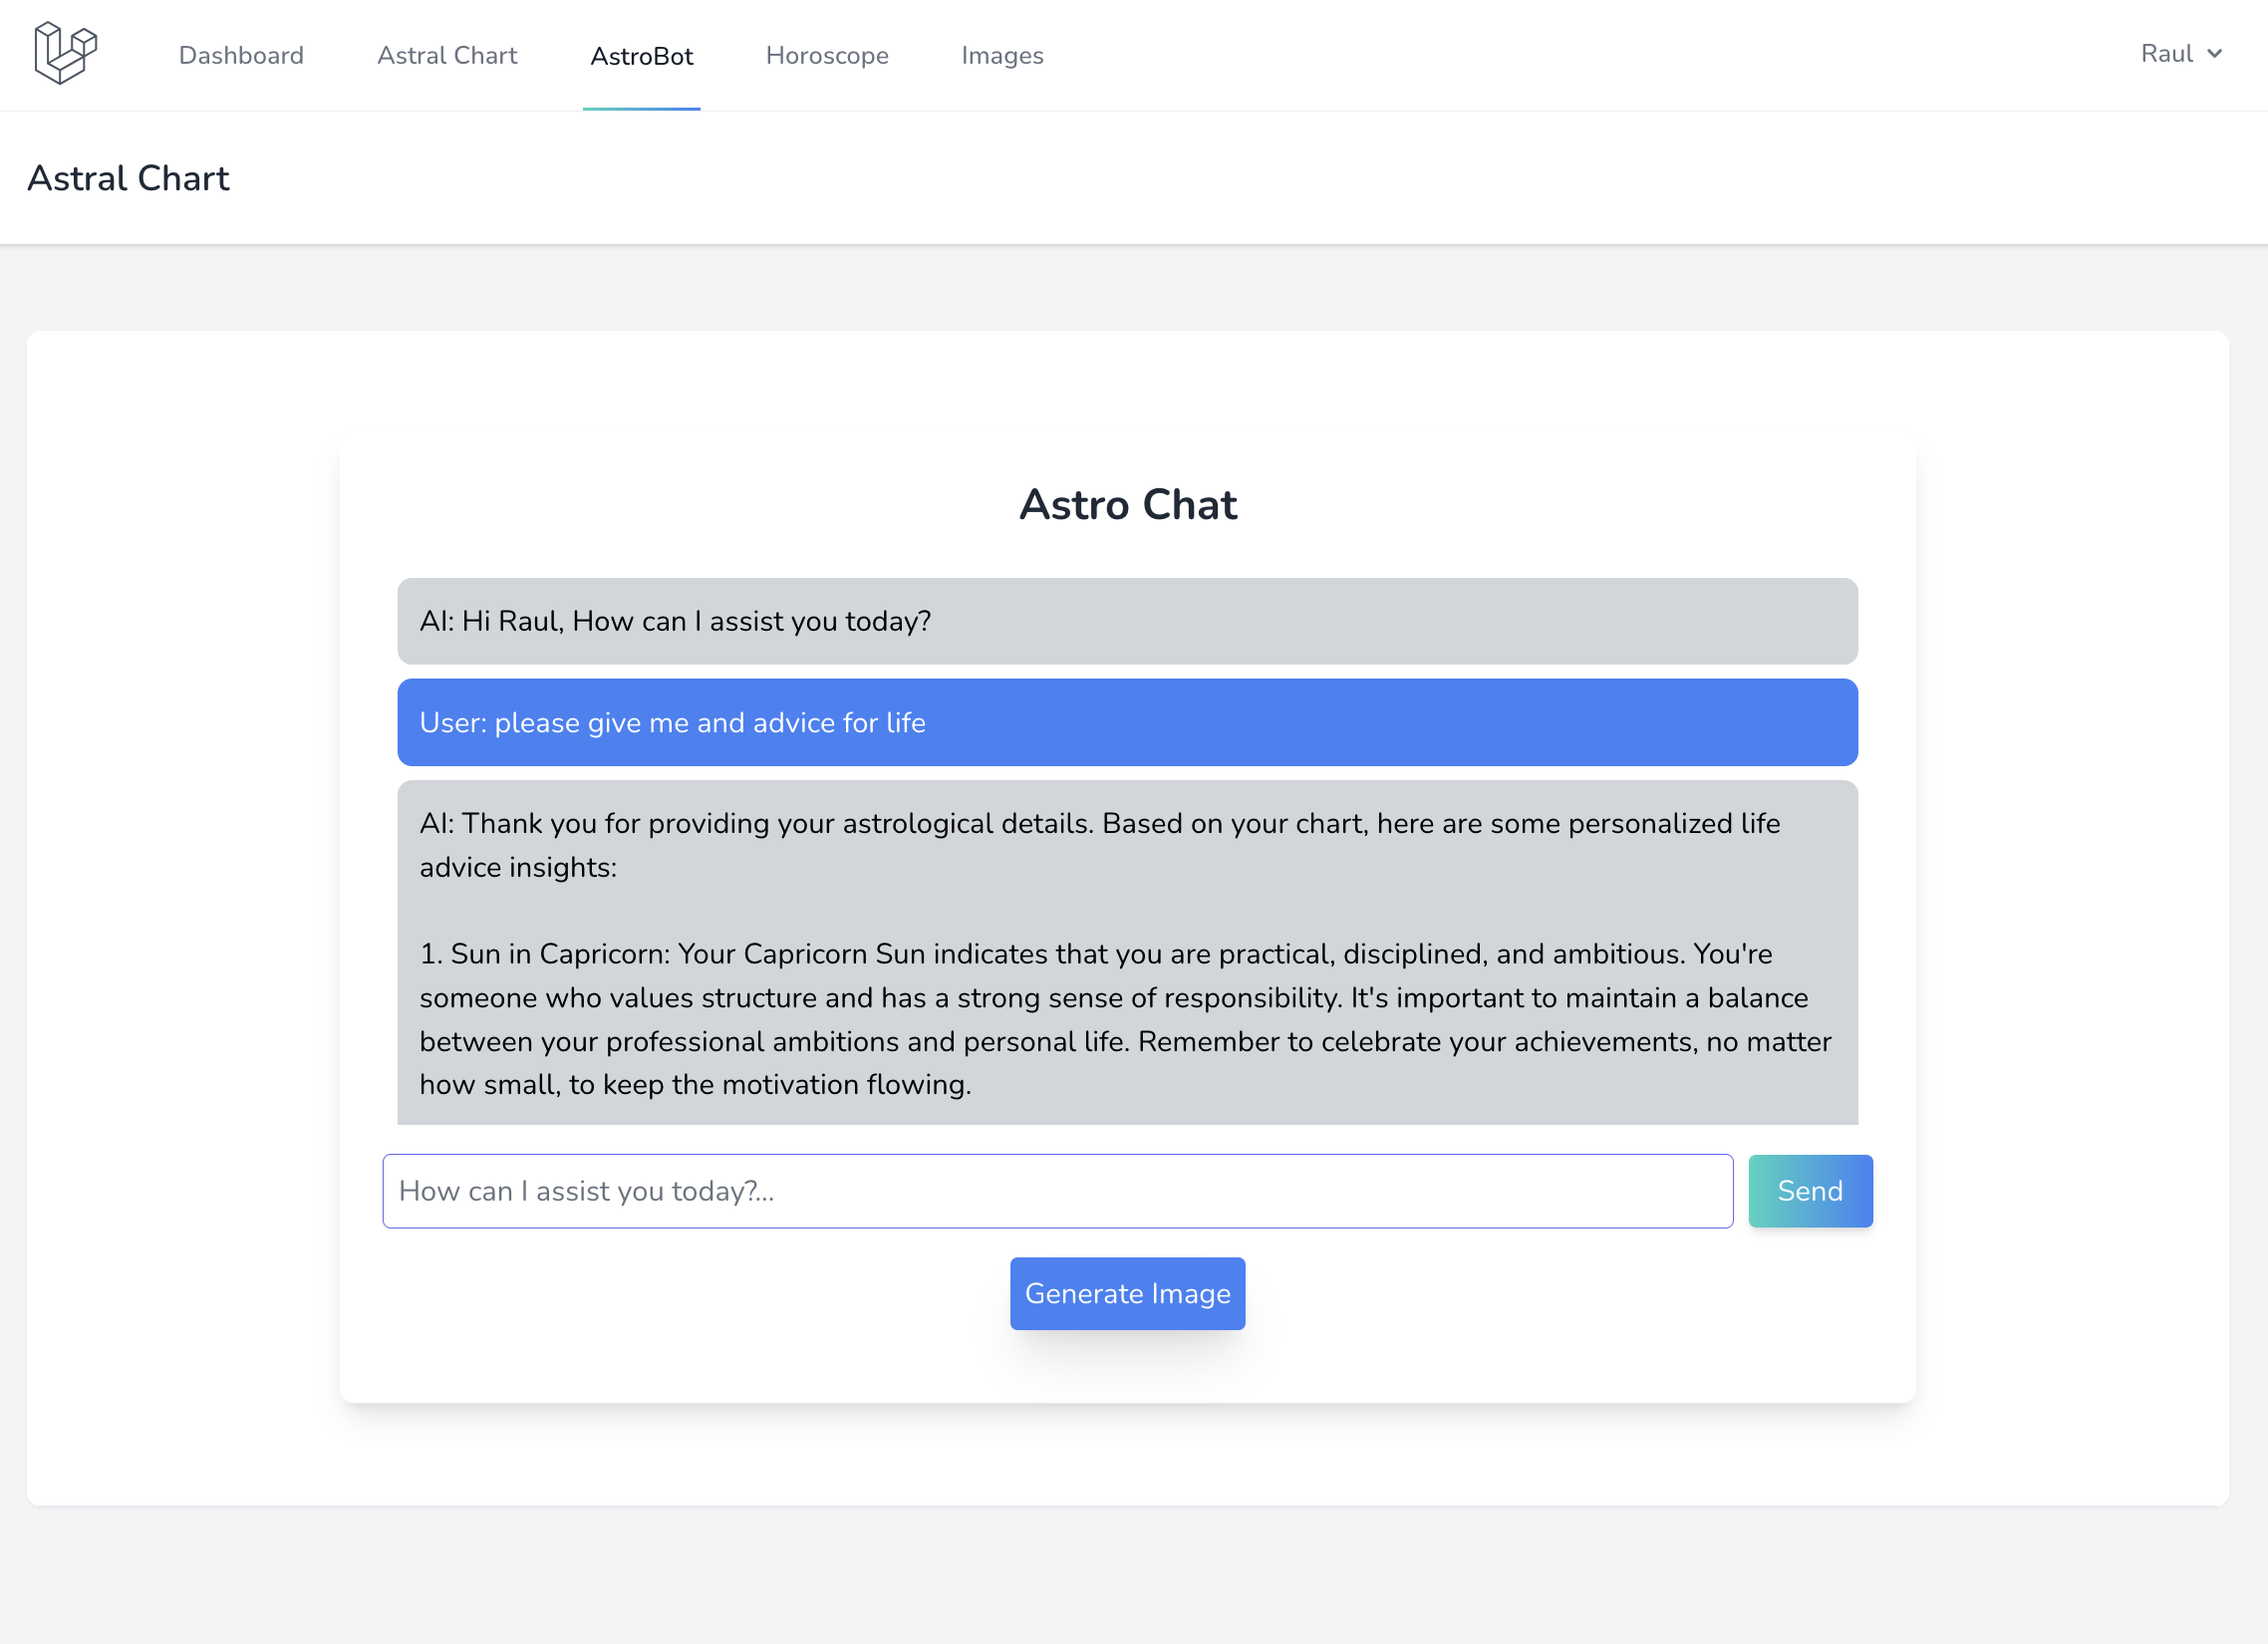 Dashboard
Astral Chart
AstroBot
Horoscope
Images
Raul
Astral Chart
Astro Chat
AI: Hi Raul, How can I assist you today?
User: please give me and advice for life
AI: Thank you for providing your astrological details. Based on your chart, here are some personalized life
advice insights:
1. Sun in Capricorn: Your Capricorn Sun indicates that you are practical, disciplined, and ambitious. You're
someone who values structure and has a strong sense of responsibility. It's important to maintain a balance
between your professional ambitions and personal life. Remember to celebrate your achievements, no matter
how small, to keep the motivation flowing.
How can I assist you today?...
Send
Generate Image